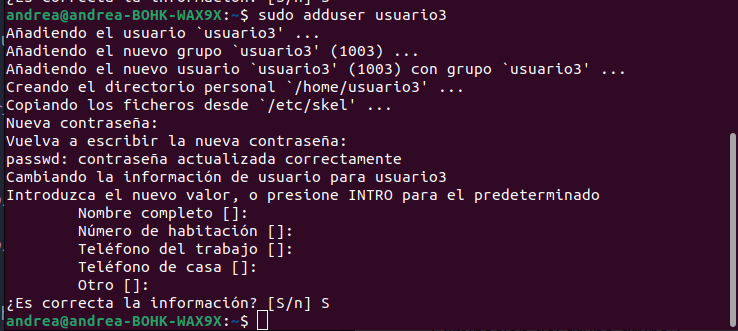 ¿Es correcta la información? [S/n] S
andrea@andrea-BOHK-WAX9X:~$ sudo adduser usuario3
Añadiendo el usuario `usuario3' ...
Añadiendo el nuevo grupo `usuario3' (1003) ...
Añadiendo el nuevo usuario `usuario3' (1003) con grupo `usuario3' ...
Creando el directorio personal `/home/usuario3' ...
Copiando los ficheros desde `/etc/skel' ...
Nueva contraseña:
Vuelva a escribir la nueva contraseña:
passwd: contraseña actualizada correctamente
Cambiando la información de usuario para usuario3
Introduzca el nuevo valor, o presione INTRO para el predeterminado
Nombre completo []:
Número de habitación []:
Teléfono del trabajo []:
Teléfono de casa []:
Otro []:
¿Es correcta la información? [S/n] S
andrea@andrea-BOHK-WAX9X:~$